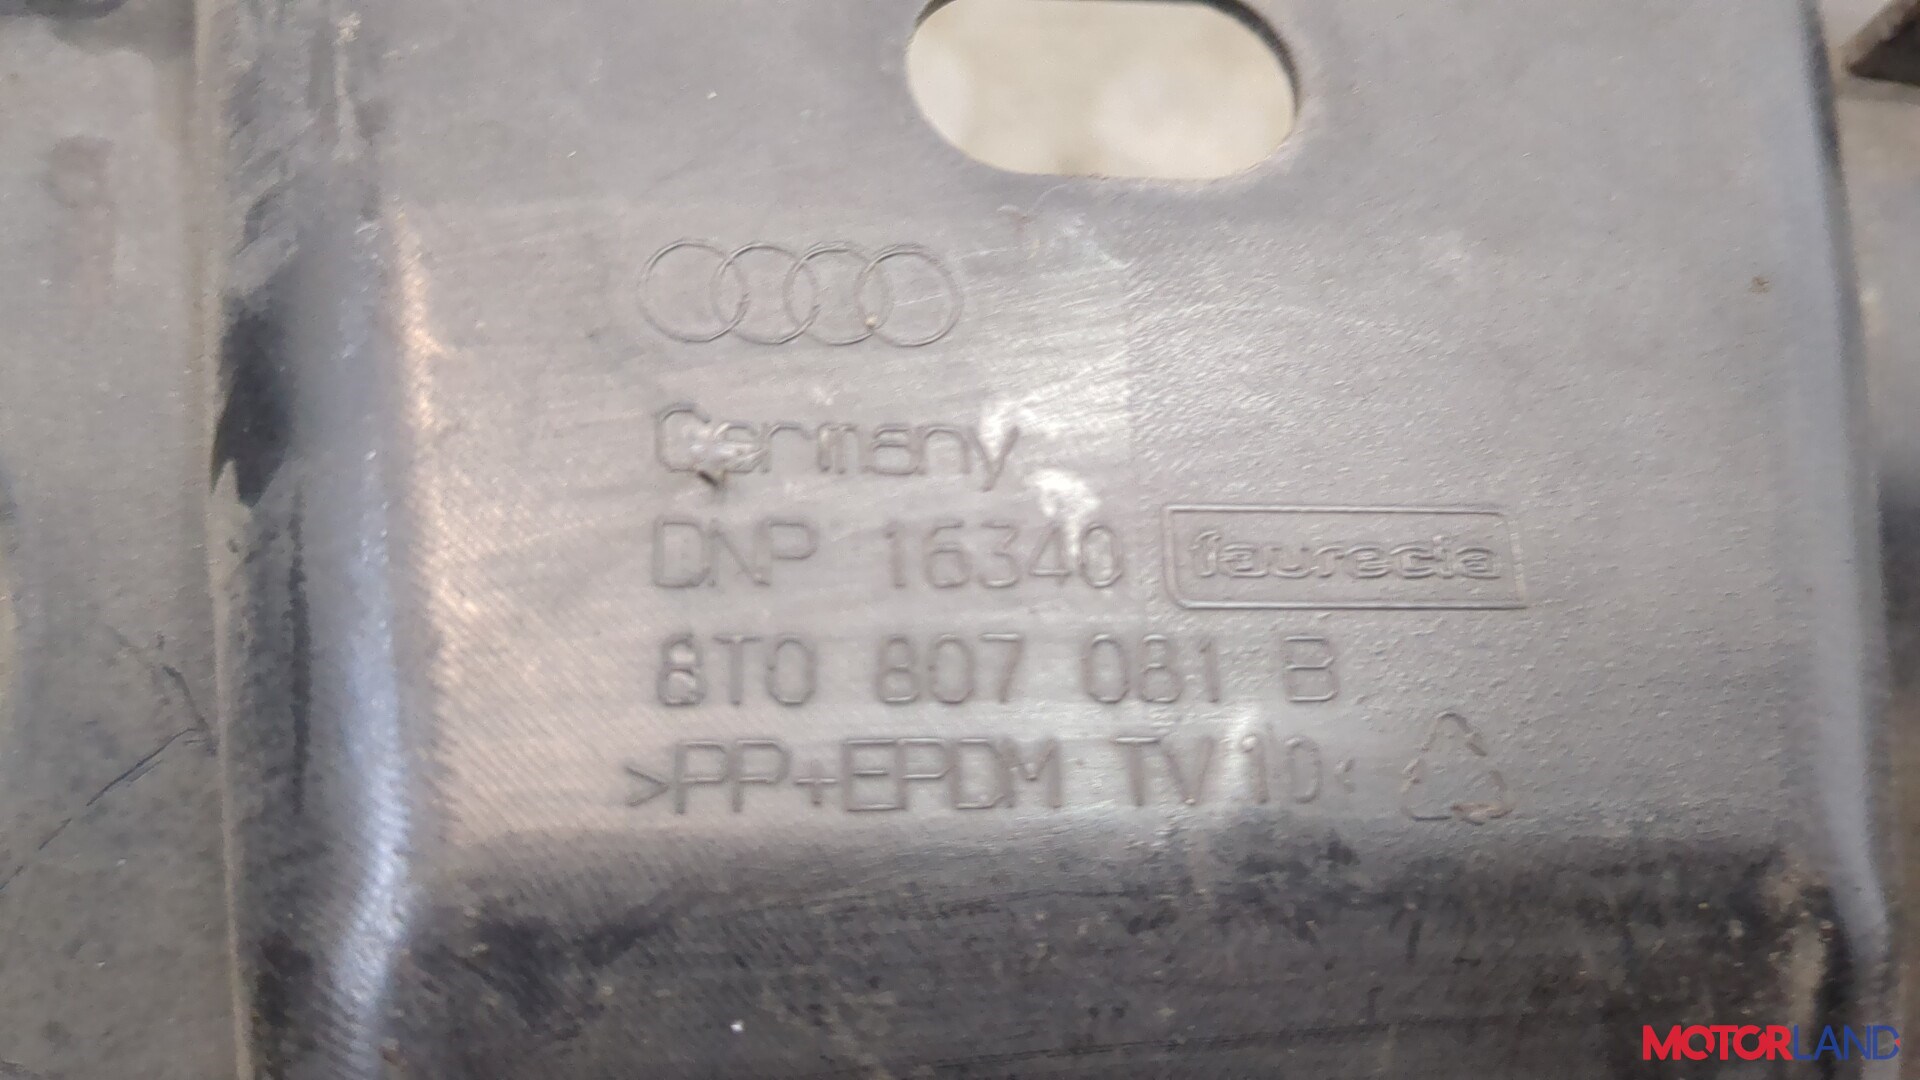 Germany
DNP 16340 faurecia
8T0 807 081 B
>PP+EPDM TV10<
MOTORLAND